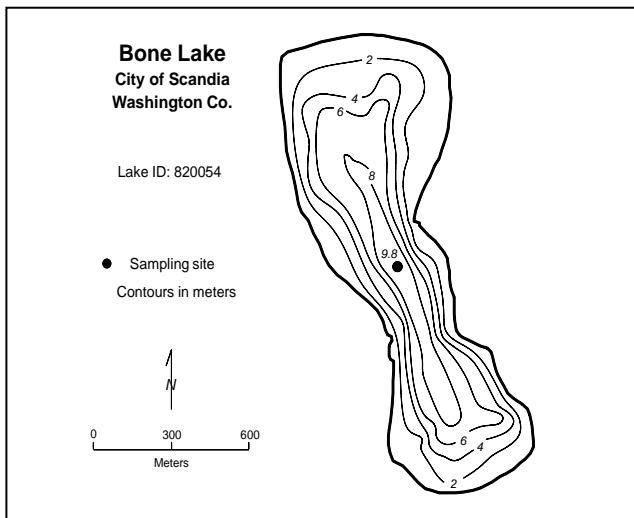 Bone Lake
City of Scandia
Washington Co.
Lake ID: 820054
Sampling site
Contours in meters
N
0 300 600
Meters
2
4
6
8
9.8
6
4
2